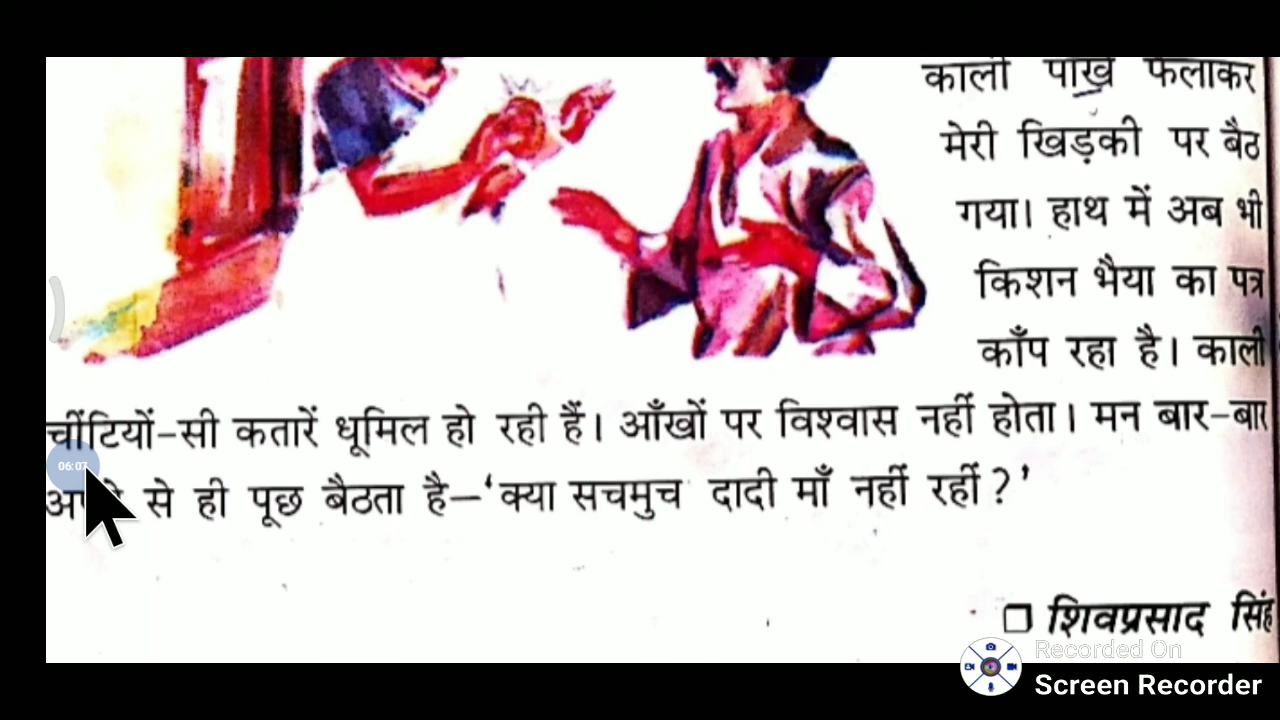 काली पांखें फैलाकर
मेरी खिड़की पर बैठ
गया। हाथ में अब भी
किशन भैया का पत्र
काँप रहा है। काली
चींटियों-सी कतारें धूमिल हो रही हैं। आँखों पर विश्वास नहीं होता। मन बार-बार
से ही पूछ बैठता है—‘क्या सचमुच दादी माँ नहीं रहीं?’
□ शिवप्रसाद सिंह
06:07
Recorded On
Screen Recorder